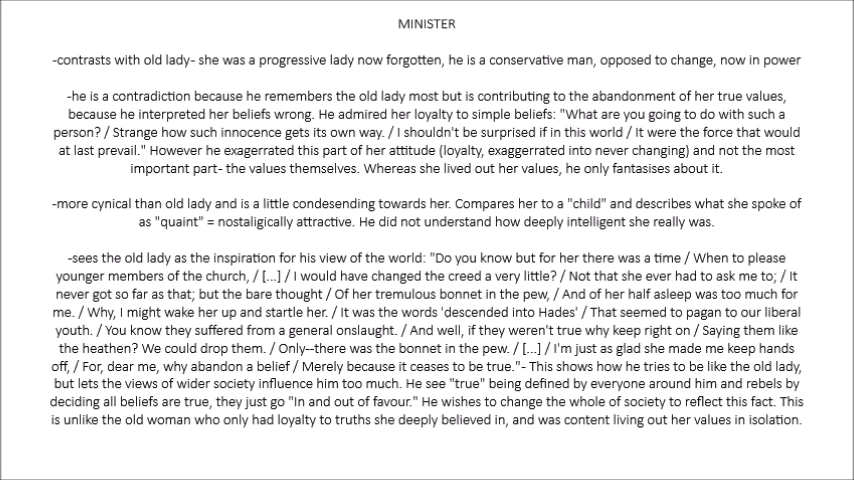 MINISTER
-contrasts with old lady- she was a progressive lady now forgotten, he is a conservative man, opposed to change, now in power
-he is a contradiction because he remembers the old lady most but is contributing to the abandonment of her true values,
because he interpreted her beliefs wrong. He admired her loyalty to simple beliefs: "What are you going to do with such a
person? / Strange how such innocence gets its own way. / I shouldn't be surprised if in this world / It were the force that would
at last prevail." However he exagerrated this part of her attitude (loyalty, exaggerated into never changing) and not the most
important part- the values themselves. Whereas she lived out her values, he only fantasises about it.
-more cynical than old lady and is a little condesending towards her. Compares her to a "child" and describes what she spoke of
as "quaint" = nostaligically attractive. He did not understand how deeply intelligent she really was.
-sees the old lady as the inspiration for his view of the world: "Do you know but for her there was a time / When to please
younger members of the church, / [...] / I would have changed the creed a very little? / Not that she ever had to ask me to; / It
never got so far as that; but the bare thought / Of her tremulous bonnet in the pew, / And of her half asleep was too much for
me. / Why, I might wake her up and startle her. / It was the words 'descended into Hades' / That seemed to pagan to our liberal
youth. / You know they suffered from a general onslaught. / And well, if they weren't true why keep right on / Saying them like
the heathen? We could drop them. / Only--there was the bonnet in the pew. / [...] / I'm just as glad she made me keep hands
off, / For, dear me, why abandon a belief / Merely because it ceases to be true."- This shows how he tries to be like the old lady,
but lets the views of wider society influence him too much. He see "true" being defined by everyone around him and rebels by
deciding all beliefs are true, they just go "In and out of favour." He wishes to change the whole of society to reflect this fact. This
is unlike the old woman who only had loyalty to truths she deeply believed in, and was content living out her values in isolation.